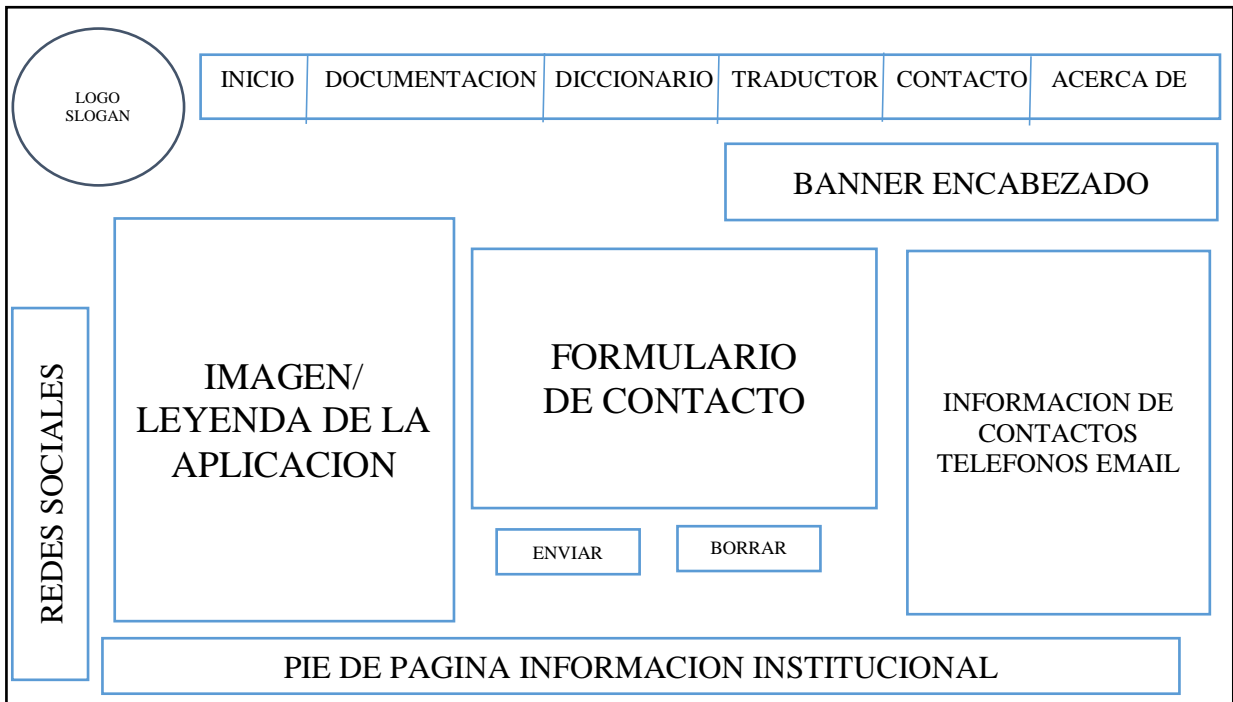 LOGO
SLOGAN
INICIO DOCUMENTACION DICCIONARIO TRADUCTOR CONTACTO ACERCA DE
BANNER ENCABEZADO
REDES SOCIALES
IMAGEN/
LEYENDA DE LA
APLICACION
FORMULARIO
DE CONTACTO
ENVIAR
BORRAR
INFORMACION DE
CONTACTOS
TELEFONOS EMAIL
PIE DE PAGINA INFORMACION INSTITUCIONAL